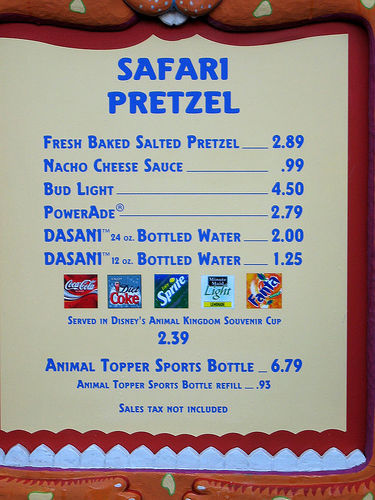 SAFARI
PRETZEL
FRESH BAKED SALTED PRETZEL 2.89
NACHO CHEESE SAUCE .99
BUD LIGHT 4.50
POWERADE® 2.79
DASANI™ 24 OZ. BOTTLED WATER 2.00
DASANI™ 12 OZ. BOTTLED WATER 1.25
Coca-Cola Diet Coke Sprite Minute Maid Light LEMONADE Fanta
SERVED IN DISNEY'S ANIMAL KINGDOM SOUVENIR CUP
2.39
ANIMAL TOPPER SPORTS BOTTLE 6.79
ANIMAL TOPPER SPORTS BOTTLE REFILL .93
SALES TAX NOT INCLUDED